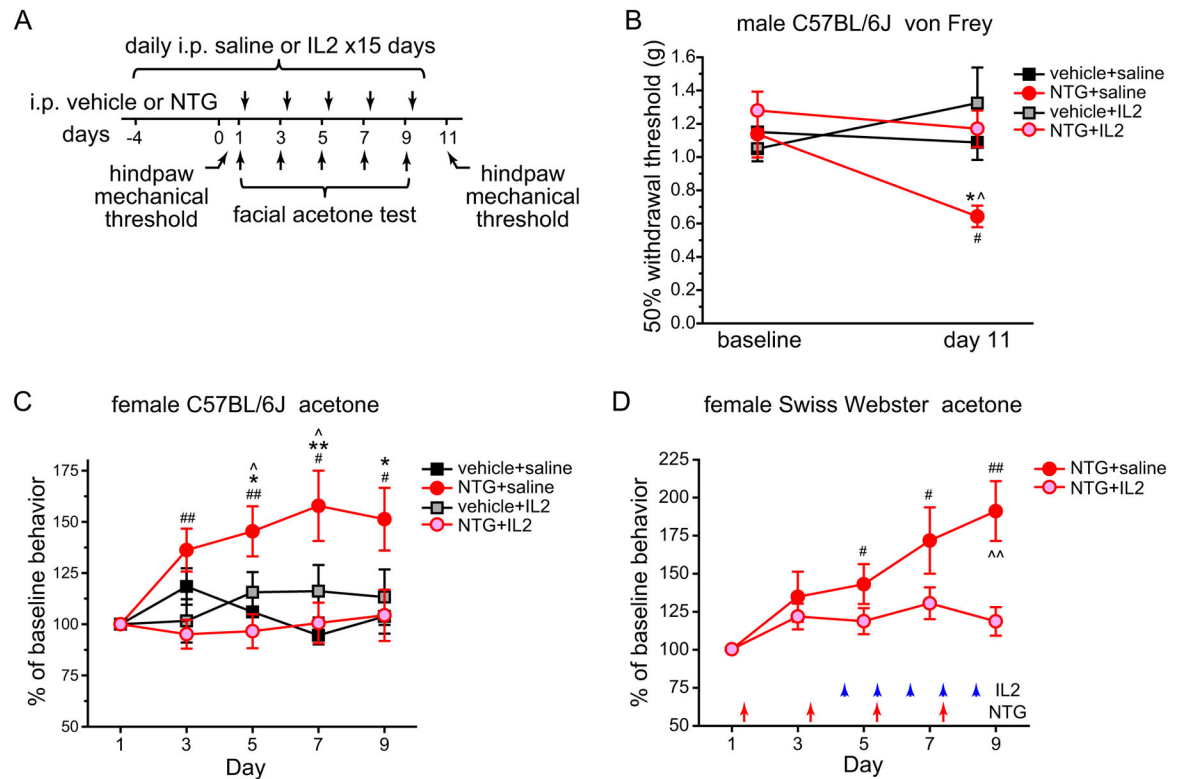 A
daily i.p. saline or IL2 x15 days
i.p. vehicle or NTG
days -4 0 1 3 5 7 9 11
hindpaw
mechanical
threshold
facial acetone test
hindpaw
mechanical
threshold
B
male C57BL/6J von Frey
50% withdrawal threshold (g)
1.6
1.4
1.2
1.0
0.8
0.6
0.4
0.2
0.0
*^
#
baseline day 11
vehicle+saline
NTG+saline
vehicle+IL2
NTG+IL2
C
female C57BL/6J acetone
% of baseline behavior
175
150
125
100
75
50
##
^
*
##
^
**
#
*
#
1 3 5 7 9
Day
vehicle+saline
NTG+saline
vehicle+IL2
NTG+IL2
D
female Swiss Webster acetone
% of baseline behavior
225
200
175
150
125
100
75
50
#
#
##
^^
IL2
NTG
1 3 5 7 9
Day
NTG+saline
NTG+IL2